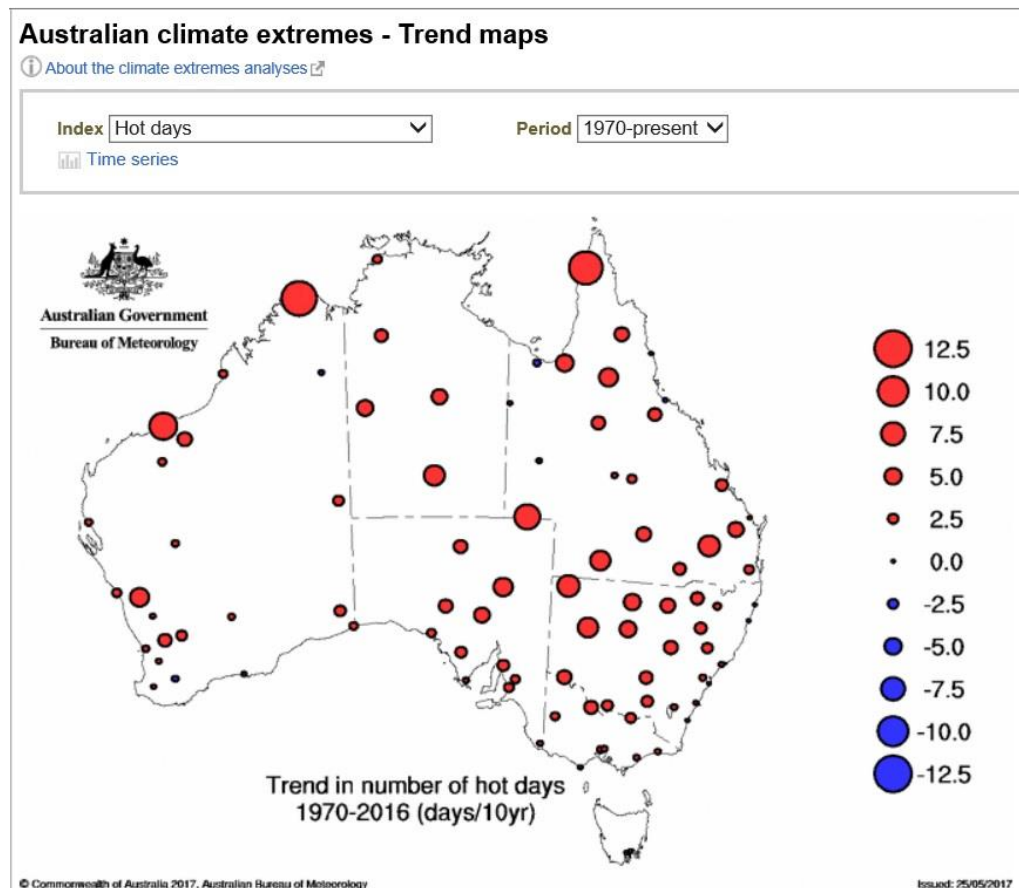 Australian climate extremes - Trend maps
About the climate extremes analyses
Index Hot days Period 1970-present
Time series
Australian Government
Bureau of Meteorology
12.5
10.0
7.5
5.0
2.5
0.0
-2.5
-5.0
-7.5
-10.0
-12.5
Trend in number of hot days
1970-2016 (days/10yr)
© Commonwealth of Australia 2017, Australian Bureau of Meteorology Issued: 25/05/2017